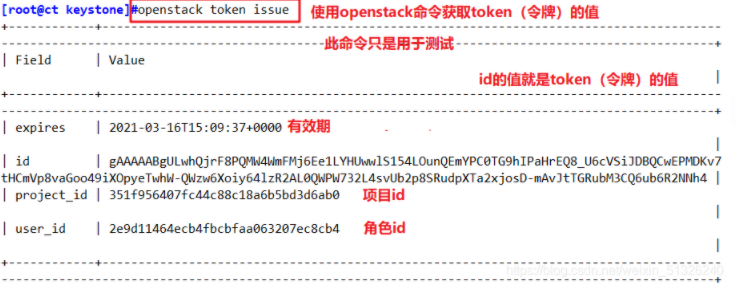 [root@ct keystone]#openstack token issue 使用openstack命令获取token（令牌）的值
此命令只是用于测试
| Field | Value |
id的值就是token（令牌）的值
| expires | 2021-03-16T15:09:37+0000 有效期 |
| id | gAAAAABgULwhQjrF8PQMW4WmFMj6Ee1LYHUwwlS154LOunQEmYPC0TG9hIPaHrEQ8_U6cVSiJDBQCwEPMDKv7
tHCmVp8vaGoo49iXOpyeTwhW-QWzw6Xoiy64lzR2AL0QWPW732L4svUb2p8SRudpXTa2xjosD-mAvJtTGRubM3CQ6ub6R2NNh4 |
| project_id | 351f956407fc44c88c18a6b5bd3d6ab0 项目id |
| user_id | 2e9d11464ecb4fbcbfaa063207ec8cb4 角色id |
https://blog.csdn.net/weixin_51326240